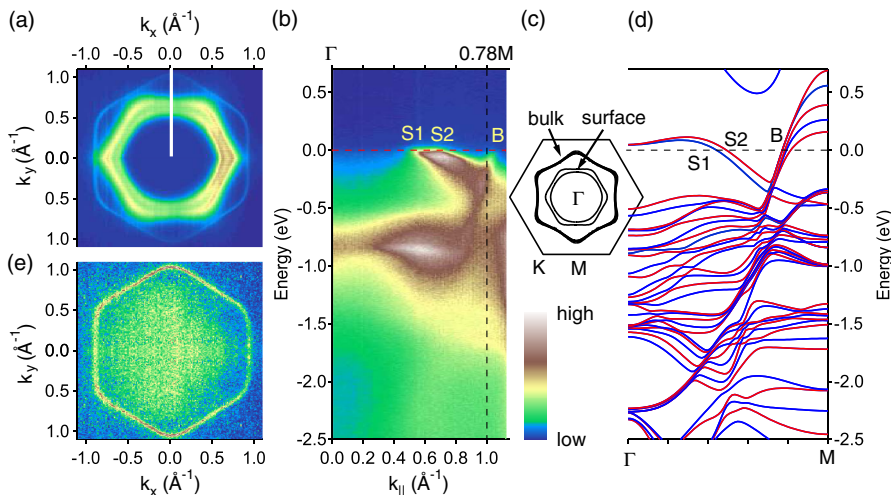 (a)
kx (Å-1)
-1.0 0.5 0.0 0.5 1.0
1.0
0.5
0.0
0.5
1.0
ky (Å-1)
(e)
1.0
0.5
0.0
0.5
1.0
ky (Å-1)
-1.0 0.5 0.0 0.5 1.0
kx (Å-1)
(b)
Γ 0.78M
0.5
0.0
-0.5
-1.0
-1.5
-2.0
-2.5
Energy (eV)
S1 S2 B
0.0 0.2 0.4 0.6 0.8 1.0
k|| (Å-1)
(c)
bulk surface
Γ
K M
high
low
(d)
S2 B
S1
0.5
0.0
-0.5
-1.0
-1.5
-2.0
-2.5
Energy (eV)
Γ M